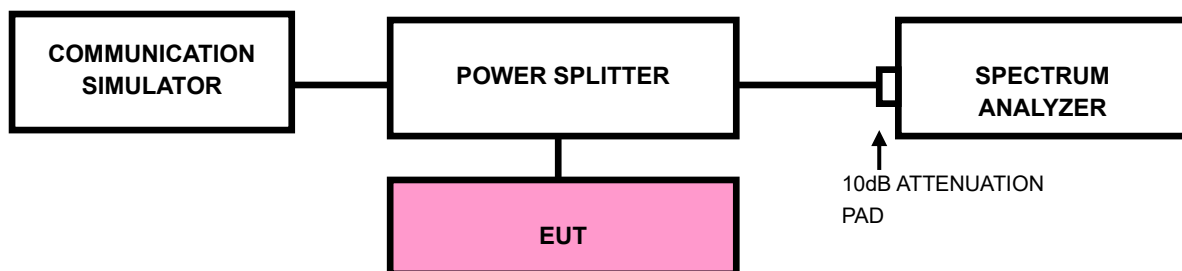 COMMUNICATION
SIMULATOR
POWER SPLITTER
SPECTRUM
ANALYZER
10dB ATTENUATION
PAD
EUT